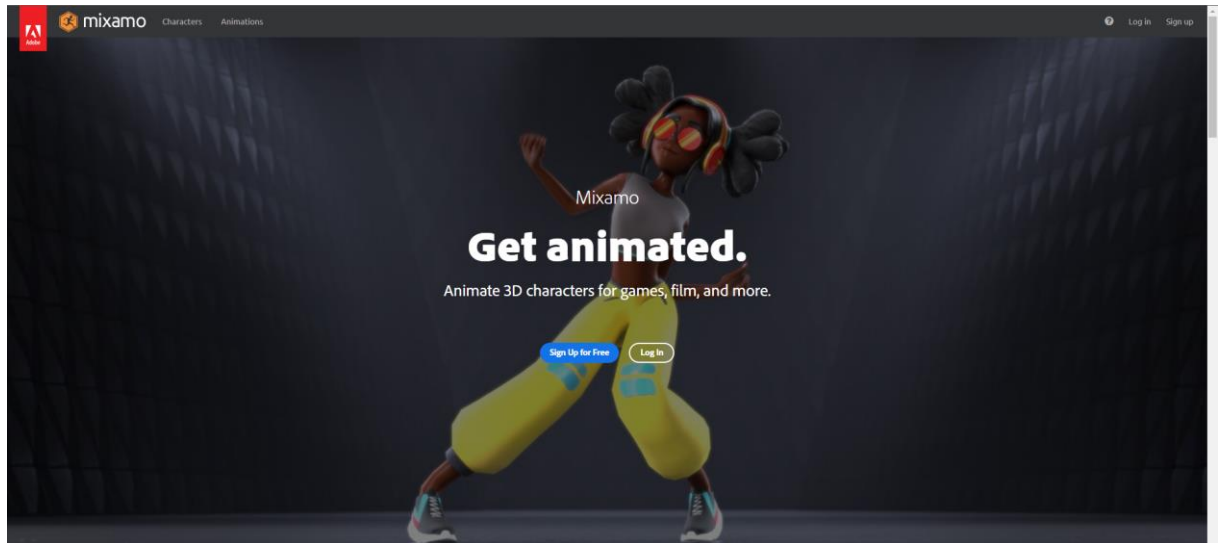 Adobe
mixamo Characters Animations Log in Sign up
Mixamo
Get animated.
Animate 3D characters for games, film, and more.
Sign Up for Free Log In